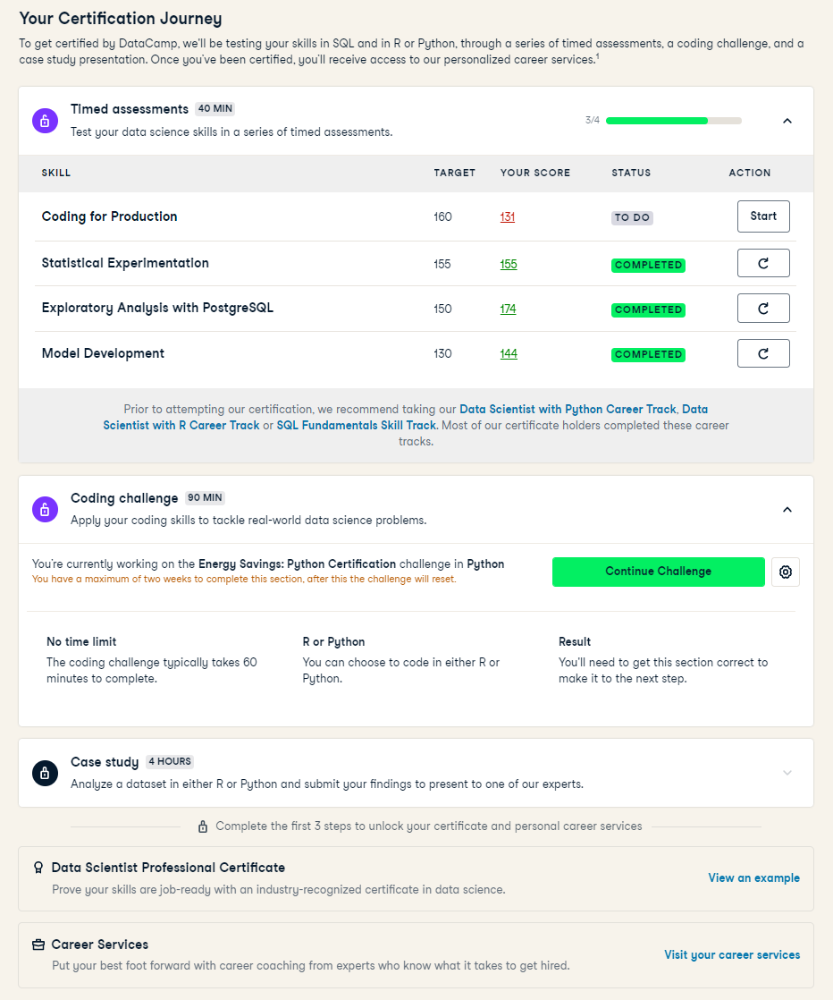 Your Certification Journey
To get certified by DataCamp, we'll be testing your skills in SQL and in R or Python, through a series of timed assessments, a coding challenge, and a
case study presentation. Once you've been certified, you'll receive access to our personalized career services.¹
Timed assessments 40 MIN
Test your data science skills in a series of timed assessments.
3/4
SKILL TARGET YOUR SCORE STATUS ACTION
Coding for Production 160 131 TO DO Start
Statistical Experimentation 155 155 COMPLETED
Exploratory Analysis with PostgreSQL 150 174 COMPLETED
Model Development 130 144 COMPLETED
Prior to attempting our certification, we recommend taking our Data Scientist with Python Career Track, Data
Scientist with R Career Track or SQL Fundamentals Skill Track. Most of our certificate holders completed these career
tracks.
Coding challenge 90 MIN
Apply your coding skills to tackle real-world data science problems.
You're currently working on the Energy Savings: Python Certification challenge in Python
You have a maximum of two weeks to complete this section, after this the challenge will reset.
Continue Challenge
No time limit
The coding challenge typically takes 60
minutes to complete.
R or Python
You can choose to code in either R or
Python.
Result
You'll need to get this section correct to
make it to the next step.
Case study 4 HOURS
Analyze a dataset in either R or Python and submit your findings to present to one of our experts.
Complete the first 3 steps to unlock your certificate and personal career services
Data Scientist Professional Certificate
Prove your skills are job-ready with an industry-recognized certificate in data science.
View an example
Career Services
Put your best foot forward with career coaching from experts who know what it takes to get hired.
Visit your career services